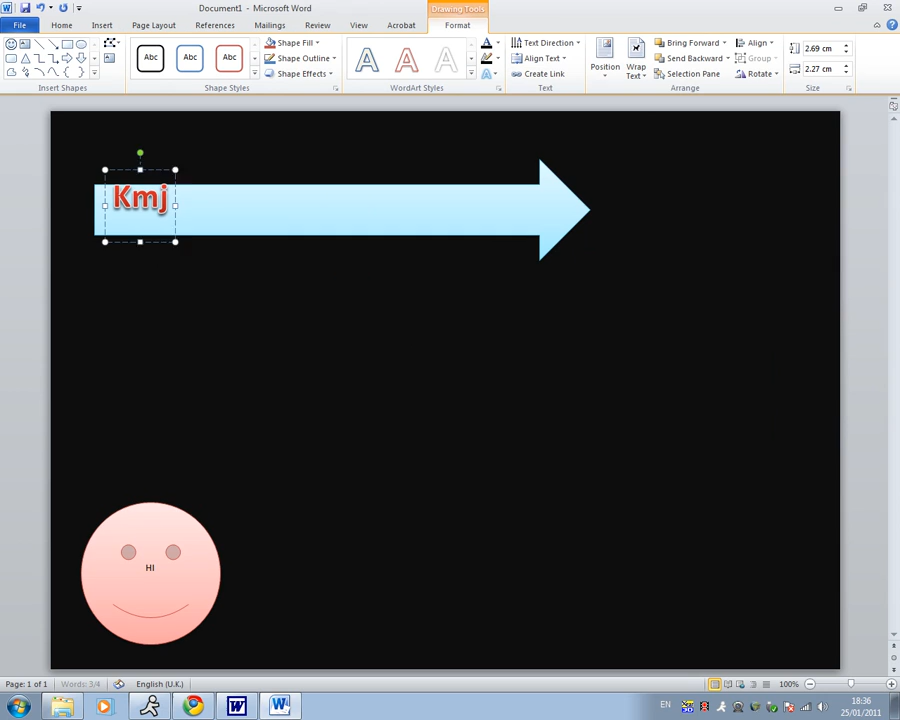 Document1 - Microsoft Word
Drawing Tools
File Home Insert Page Layout References Mailings Review View Acrobat Format
Abc Abc Abc
Shape Fill
Shape Outline
Shape Effects
A A A
A
A
Text Direction
Align Text
Create Link
Position
Wrap Text
Bring Forward
Send Backward
Selection Pane
Align
Group
Rotate
2.69 cm
2.27 cm
Insert Shapes Shape Styles WordArt Styles Text Arrange Size
Kmj
HI
Page: 1 of 1 Words: 3/4 English (U.K.) 100%
EN
18:36
25/01/2011